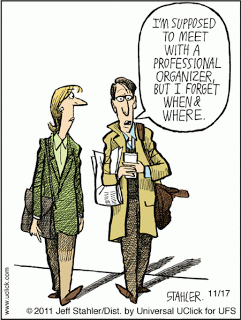 I'M SUPPOSED
TO MEET
WITH A
PROFESSIONAL
ORGANIZER,
BUT I FORGET
WHEN &
WHERE.
www.uclick.com
STAHLER. 11/17
© 2011 Jeff Stahler/Dist. by Universal UClick for UFS